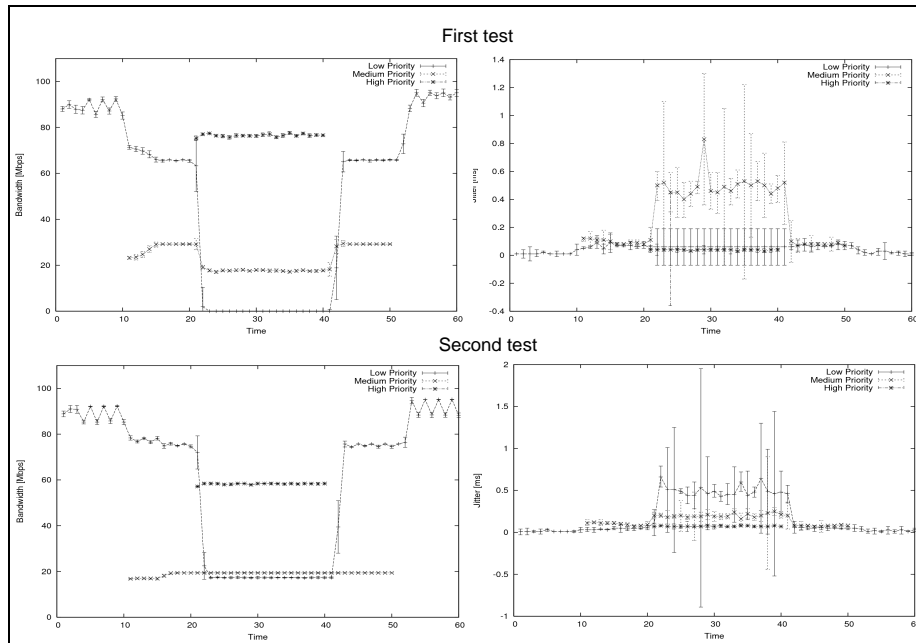 First test
Low Priority
Medium Priority
High Priority
Bandwidth [Mbps]
100
80
60
40
20
0
0 10 20 30 40 50 60
Time
Low Priority
Medium Priority
High Priority
1.4
1.2
1
0.8
0.6
0.4
0.2
0
-0.2
-0.4
0 10 20 30 40 50 60
Time
Second test
Low Priority
Medium Priority
High Priority
Bandwidth [Mbps]
100
80
60
40
20
0
0 10 20 30 40 50 60
Time
Low Priority
Medium Priority
High Priority
Jitter [ms]
2
1.5
1
0.5
0
-0.5
-1
0 10 20 30 40 50 60
Time